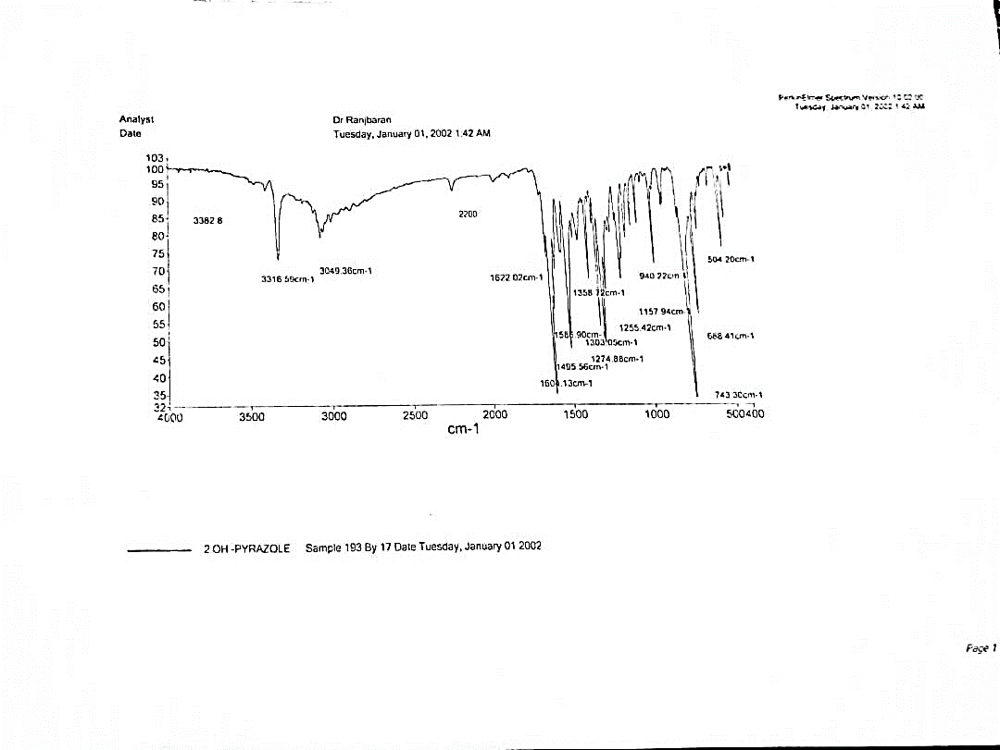 PerkinElmer Spectrum Version 10.02.00
Tuesday, January 01, 2002 1:42 AM
Analyst Dr Ranjbaran
Date Tuesday, January 01, 2002 1:42 AM
103
100
95
90
85
80
75
70
65
60
55
50
45
40
35
32
3382 8
3316 59cm-1
3049.36cm-1
2200
1622 02cm-1
1604.13cm-1
1495 56cm-1
1358 72cm-1
1303 05cm-1
1274.88cm-1
1255.42cm-1
1157 94cm-
940 22cm
504 20cm-1
688 41cm-1
743 30cm-1
4000 3500 3000 2500 2000 1500 1000 500400
cm-1
2 OH -PYRAZOLE Sample 193 By 17 Date Tuesday, January 01 2002
Page 1